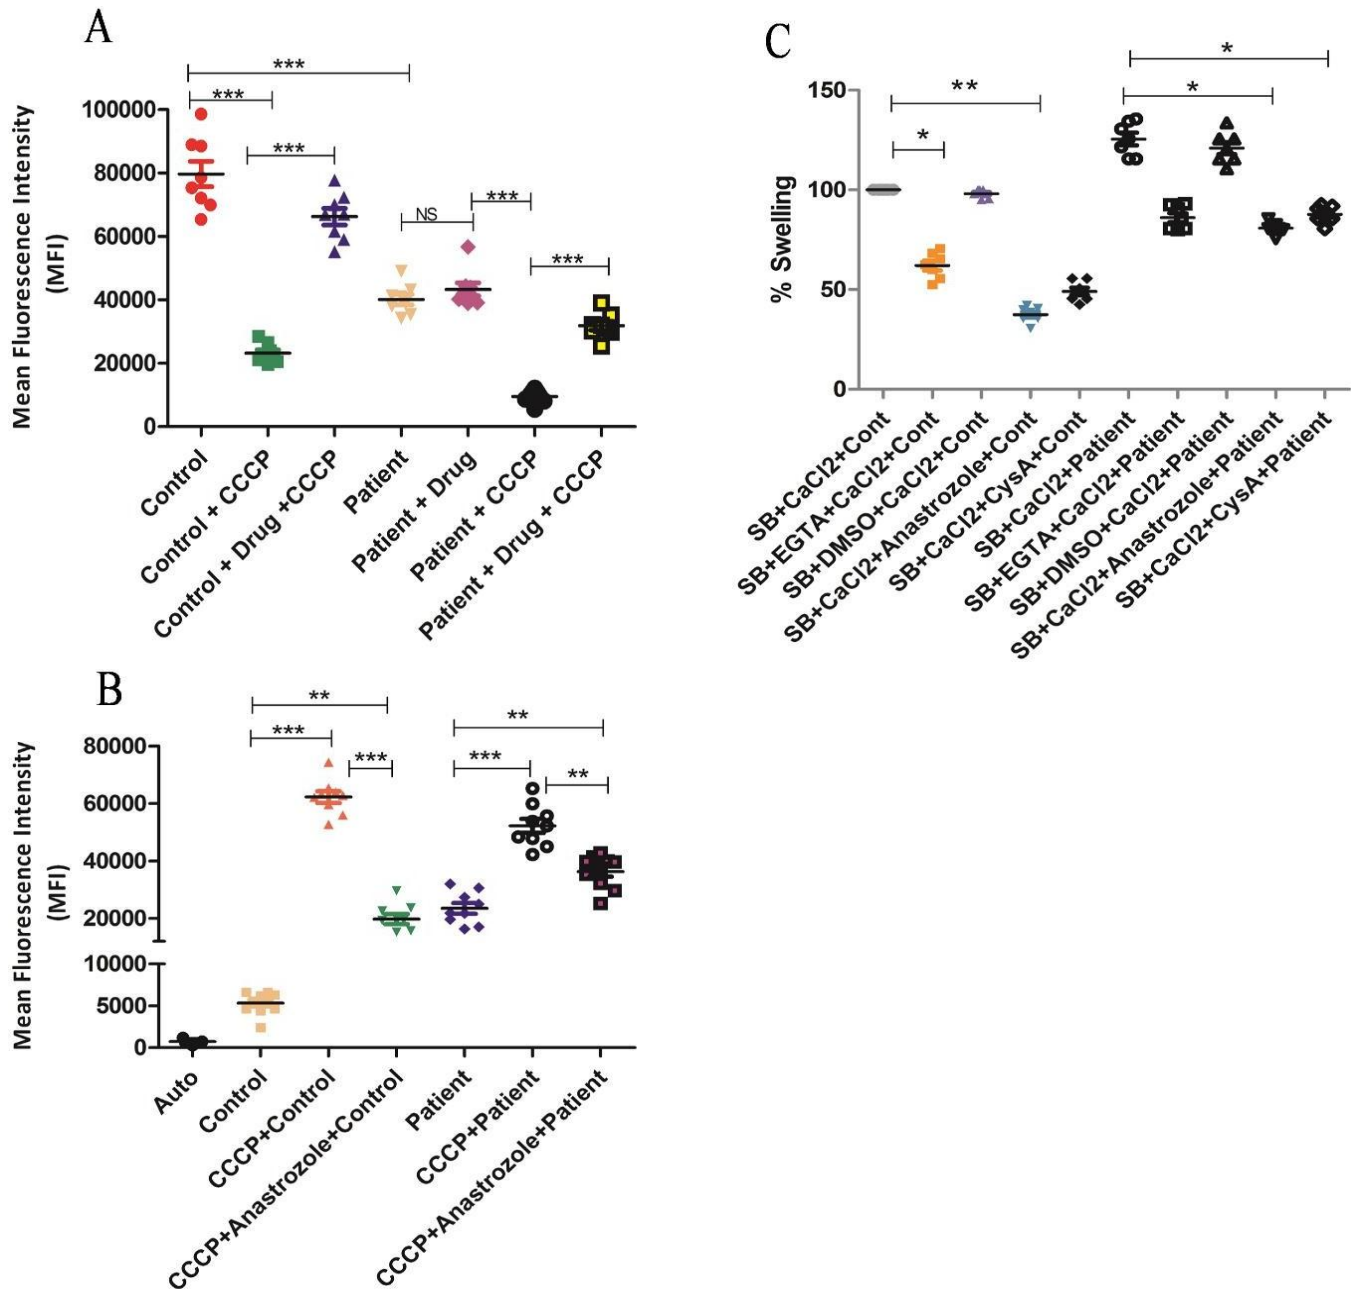 A
***
***
***
***
NS
***
Mean Fluorescence Intensity
(MFI)
100000
80000
60000
40000
20000
0
Control
Control + CCCP
Control + Drug +CCCP
Patient
Patient + Drug
Patient + CCCP
Patient + Drug + CCCP
C
*
*
**
*
% Swelling
150
100
50
0
SB+CaCl2+Cont
SB+EGTA+CaCl2+Cont
SB+DMSO+CaCl2+Cont
SB+CaCl2+Anastrozole+Cont
SB+CaCl2+CysA+Cont
SB+CaCl2+Patient
SB+EGTA+CaCl2+Patient
SB+DMSO+CaCl2+Patient
SB+CaCl2+Anastrozole+Patient
SB+CaCl2+CysA+Patient
B
**
***
***
**
***
**
Mean Fluorescence Intensity
(MFI)
80000
60000
40000
20000
10000
5000
0
Auto
Control
CCCP+Control
CCCP+Anastrozole+Control
Patient
CCCP+Patient
CCCP+Anastrozole+Patient